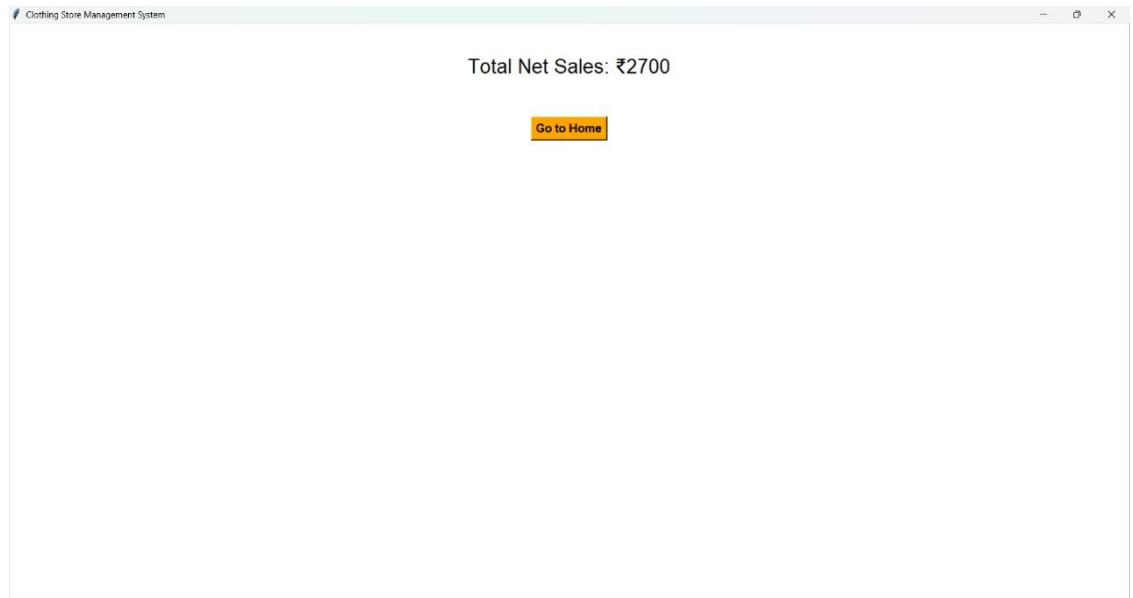 Clothing Store Management System
Total Net Sales: ₹2700
Go to Home